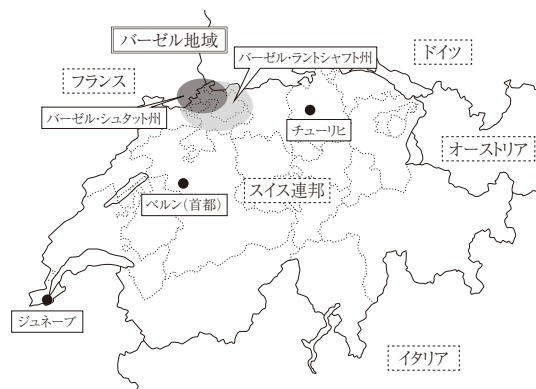 バーゼル地域
バーゼル・ラントシャフト州
ドイツ
フランス
バーゼル・シュタット州
チューリヒ
オーストリア
スイス連邦
ベルン（首都）
ジュネーブ
イタリア